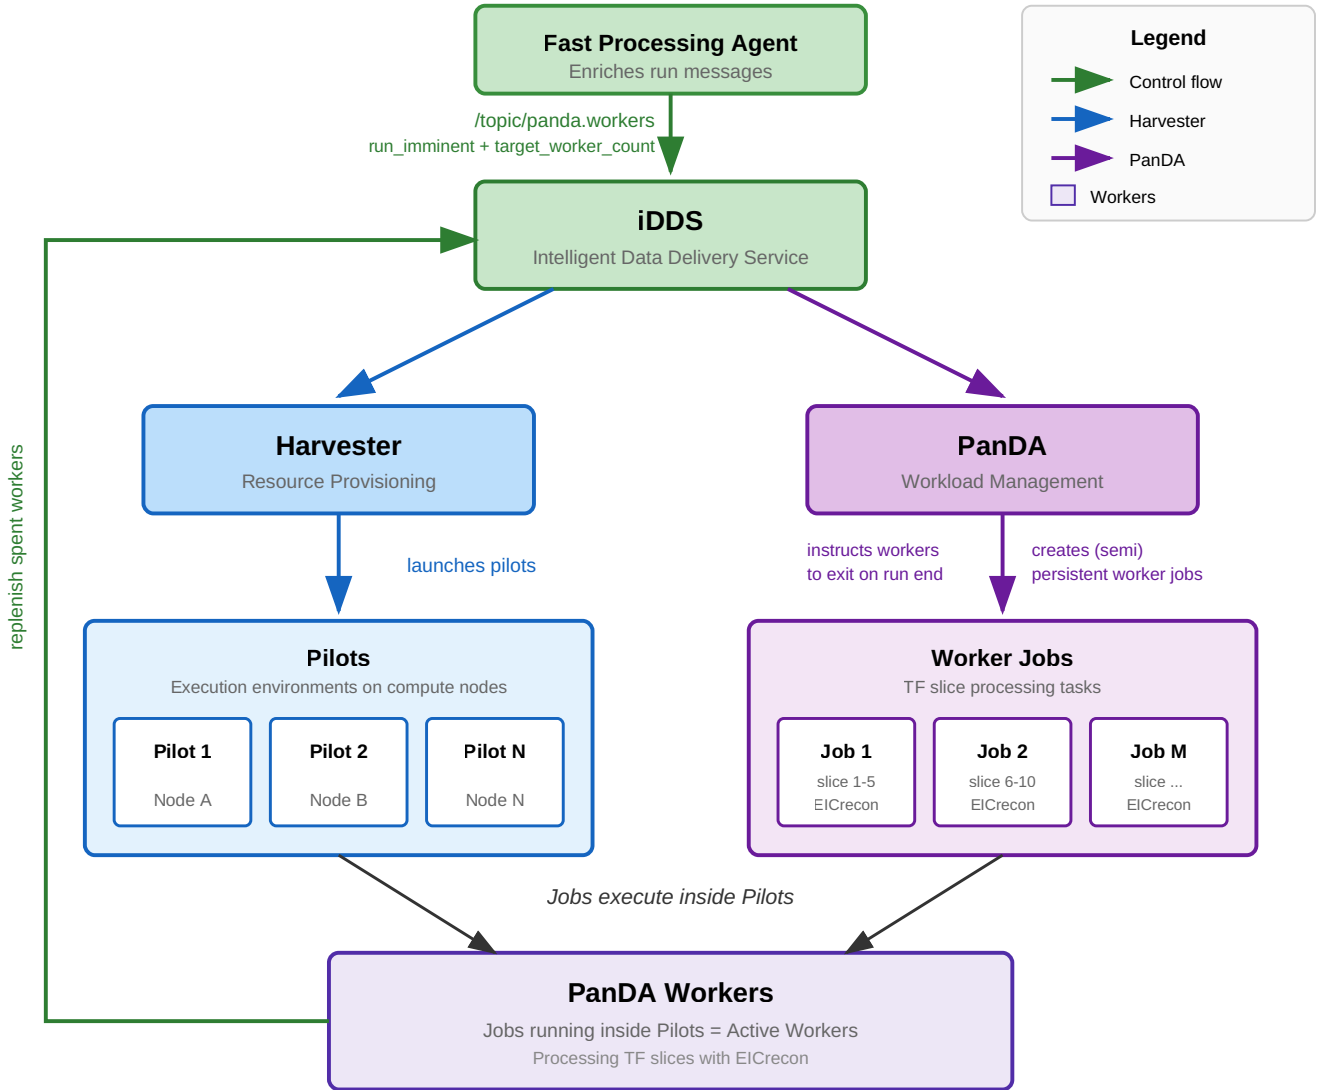 Fast Processing Agent
Enriches run messages
Legend
Control flow
Harvester
PanDA
Workers
/topic/panda.workers
run_imminent + target_worker_count
iDDS
Intelligent Data Delivery Service
Harvester
Resource Provisioning
PanDA
Workload Management
replenish spent workers
launches pilots
instructs workers
to exit on run end
creates (semi)
persistent worker jobs
Pilots
Execution environments on compute nodes
Pilot 1
Node A
Pilot 2
Node B
Pilot N
Node N
Worker Jobs
TF slice processing tasks
Job 1
slice 1-5
EICrecon
Job 2
slice 6-10
EICrecon
Job M
slice ...
EICrecon
Jobs execute inside Pilots
PanDA Workers
Jobs running inside Pilots = Active Workers
Processing TF slices with EICrecon